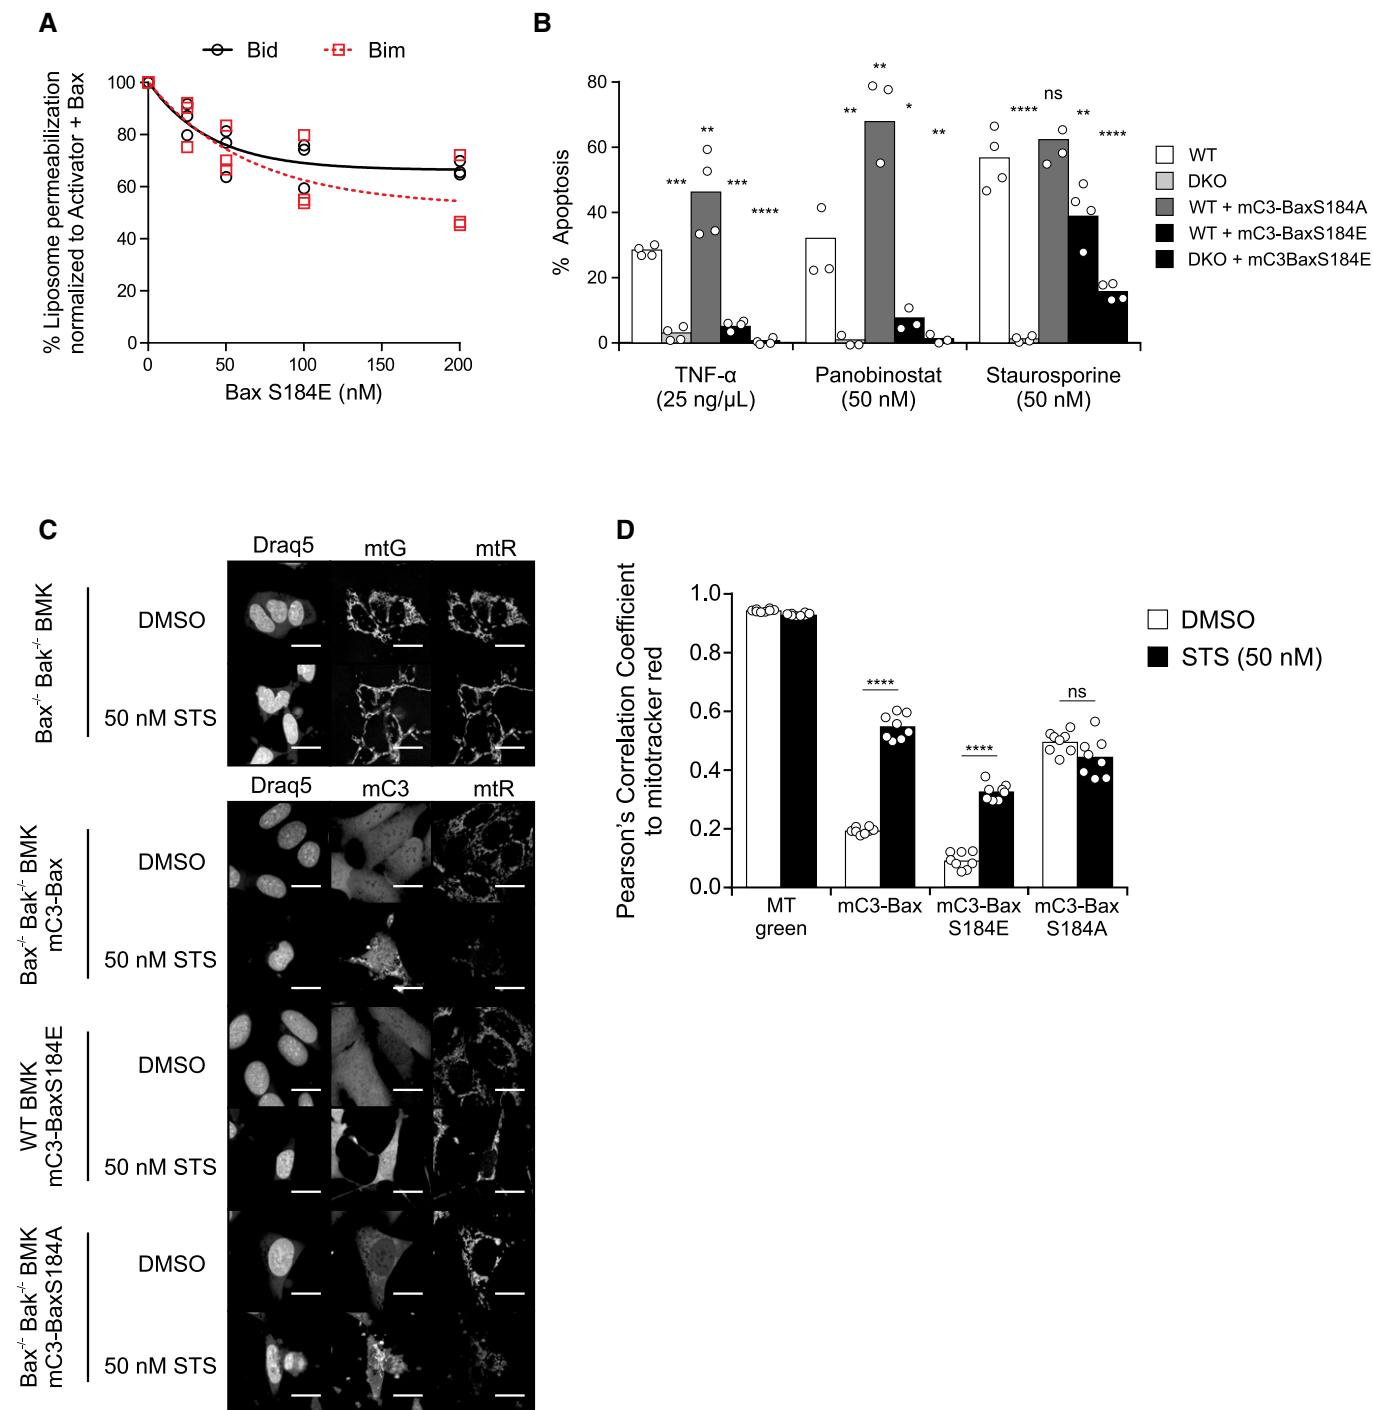 A
Bid
Bim
% Liposome permeabilization
normalized to Activator + Bax
100
80
60
40
20
0
0
50
100
150
200
Bax S184E (nM)
B
% Apoptosis
80
60
40
20
0
***
**
***
****
**
**
*
**
****
ns
**
****
TNF-α
(25 ng/µL)
Panobinostat
(50 nM)
Staurosporine
(50 nM)
WT
DKO
WT + mC3-BaxS184A
WT + mC3-BaxS184E
DKO + mC3BaxS184E
C
Draq5 mtG mtR
Bax-/- Bak-/- BMK
DMSO
50 nM STS
Draq5 mC3 mtR
Bax-/- Bak-/- BMK
mC3-Bax
DMSO
50 nM STS
WT BMK
mC3-BaxS184E
DMSO
50 nM STS
Bax-/- Bak-/- BMK
mC3-BaxS184A
DMSO
50 nM STS
D
Pearson's Correlation Coefficient
to mitotracker red
1.0
0.8
0.6
0.4
0.2
0.0
****
****
ns
MT
green
mC3-Bax
mC3-Bax
S184E
mC3-Bax
S184A
DMSO
STS (50 nM)